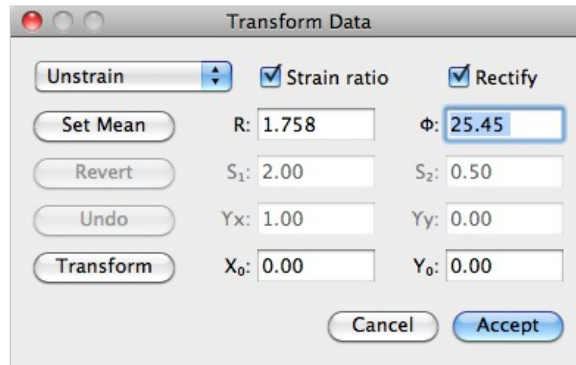 Transform Data
Unstrain Strain ratio Rectify
Set Mean R: 1.758 Φ: 25.45
Revert S₁: 2.00 S₂: 0.50
Undo Yx: 1.00 Yy: 0.00
Transform X₀: 0.00 Y₀: 0.00
Cancel Accept